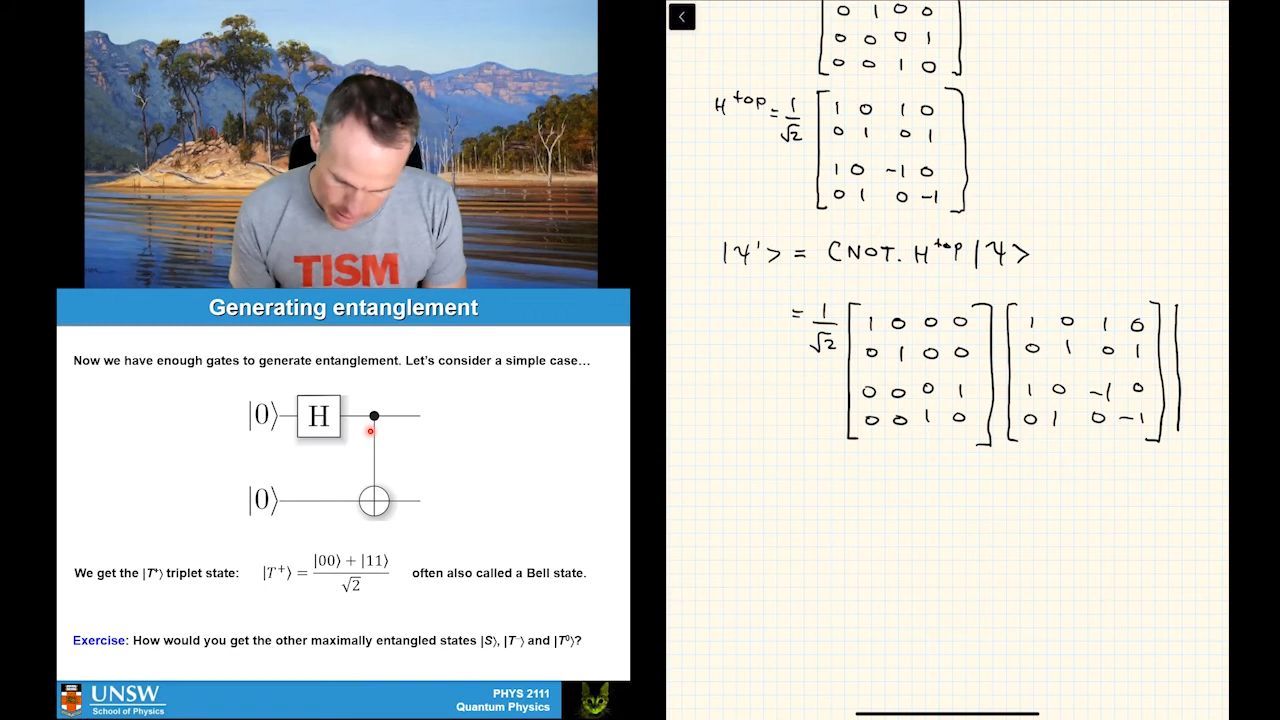 TISM
Generating entanglement
Now we have enough gates to generate entanglement. Let's consider a simple case…
|0⟩ H
|0⟩
We get the |T⁺⟩ triplet state: |T⁺⟩ = (|00⟩ + |11⟩)/√2 often also called a Bell state.
Exercise: How would you get the other maximally entangled states |S⟩, |T⁻⟩ and |T⁰⟩?
UNSW
School of Physics
PHYS 2111
Quantum Physics
0 1 0 0
0 0 0 1
0 0 1 0
H^top = 1/√2 [1 0 1 0
0 1 0 1
1 0 -1 0
0 1 0 -1]
|Ψ'⟩ = CNOT. H^top |Ψ⟩
= 1/√2 [1 0 0 0] [1 0 1 0] |
0 1 0 0 0 1 0 1
0 0 0 1 1 0 -1 0
0 0 1 0 0 1 0 -1